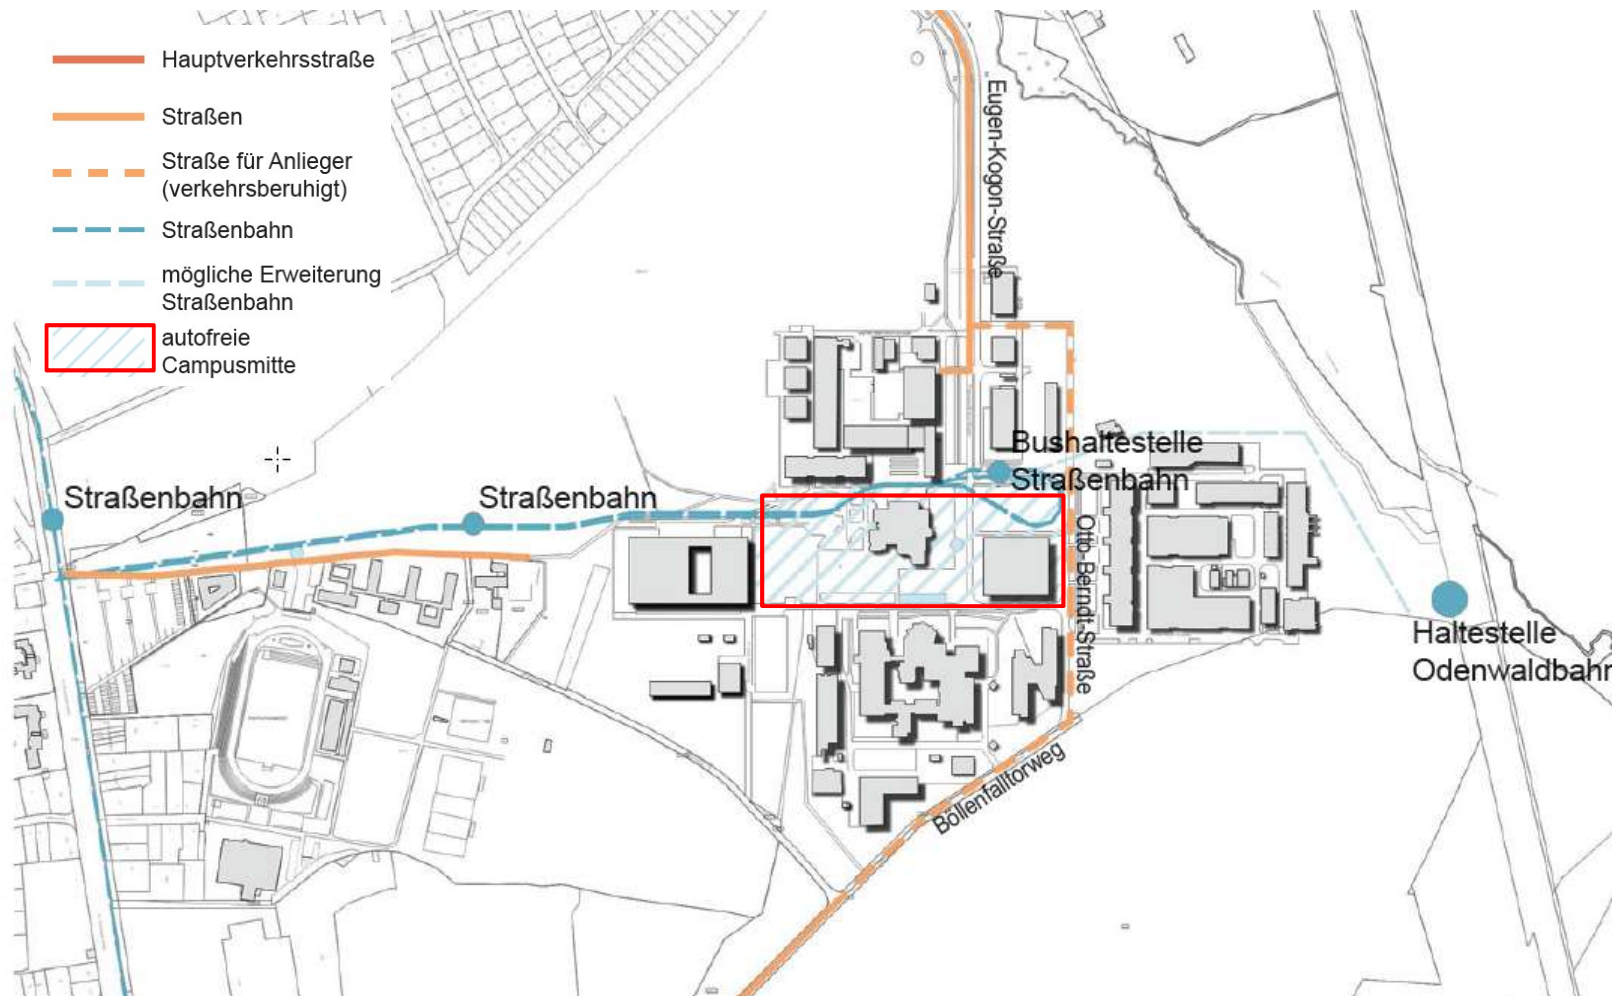 Hauptverkehrsstraße
Straßen
Straße für Anlieger
(verkehrsberuhigt)
Straßenbahn
mögliche Erweiterung
Straßenbahn
autofreie
Campusmitte
Eugen-Kogon-Straße
Bushaltestelle
Straßenbahn
Straßenbahn
Straßenbahn
Otto-Berndt-Straße
Haltestelle
Odenwaldbahn
Böllenfalltorweg